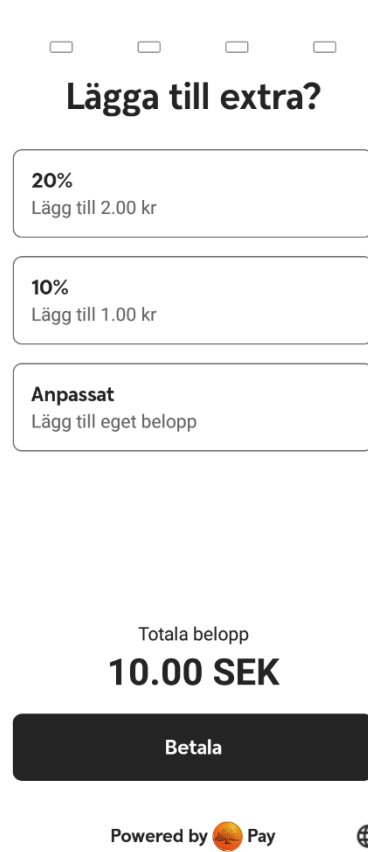 Lägga till extra?
20%
Lägg till 2.00 kr
10%
Lägg till 1.00 kr
Anpassat
Lägg till eget belopp
Totala belopp
10.00 SEK
Betala
Powered by Pay